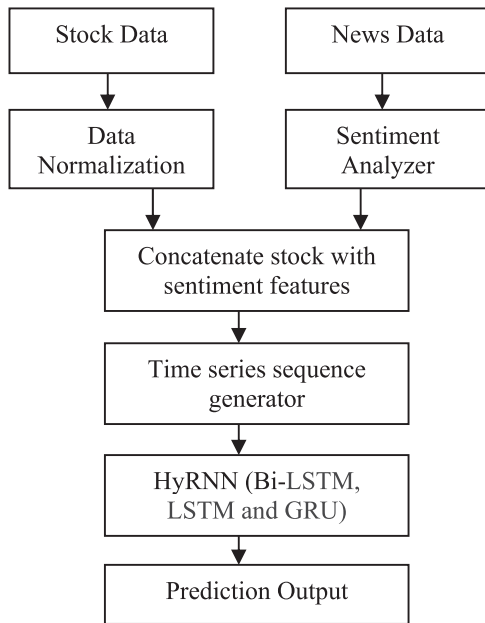 Stock Data
News Data
Data
Normalization
Sentiment
Analyzer
Concatenate stock with
sentiment features
Time series sequence
generator
HyRNN (Bi-LSTM,
LSTM and GRU)
Prediction Output